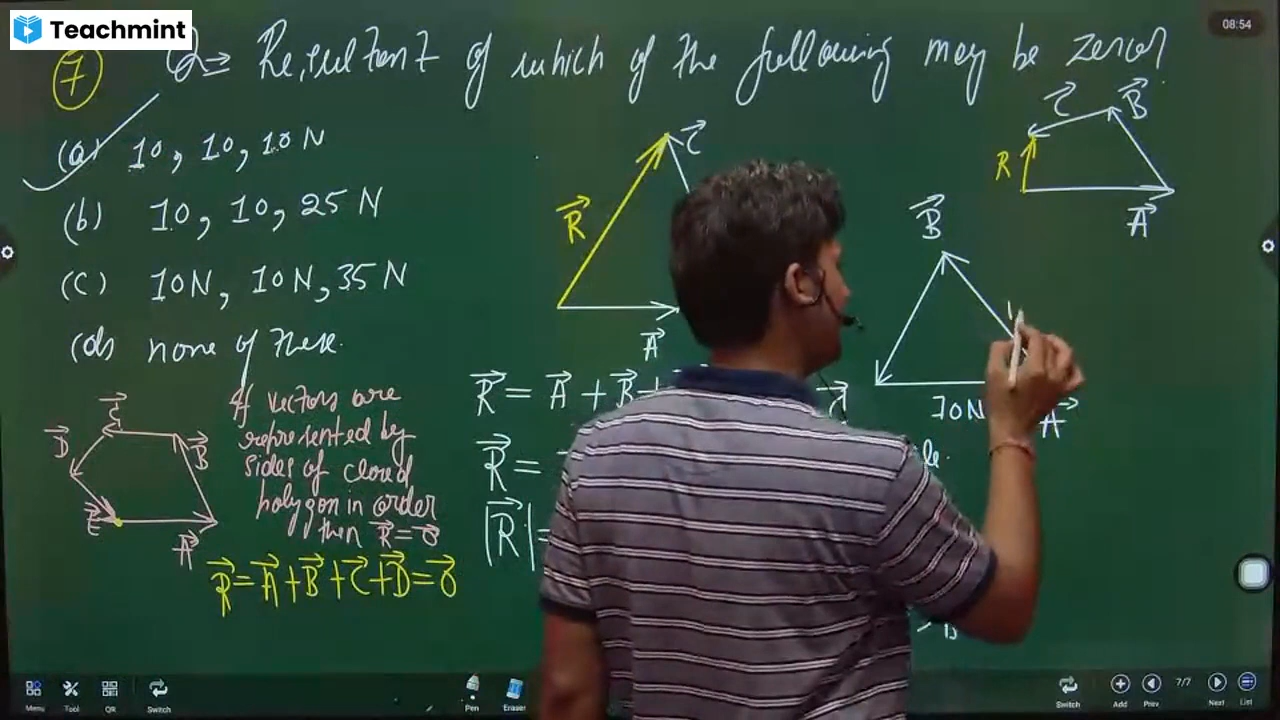 Teachmint
08:54
7
Q⇒ Resultant of which of the following may be zero?
(a) 10, 10, 10 N
(b) 10, 10, 25 N
(c) 10N, 10N, 35 N
(d) none of these.
If vectors are
represented by
sides of closed
polygon in order
then R⃗ = 0⃗
R⃗ = A⃗ + B⃗ + C⃗ + D⃗ = 0⃗
D⃗
C⃗
B⃗
E⃗
A⃗
R⃗
C⃗
A⃗
R⃗ = A⃗ + B⃗ +
R⃗ =
|R⃗| =
B⃗
10N
A⃗
C⃗
B⃗
R
A⃗
Menu
Tool
QR
Switch
Pen
Eraser
Switch
Add
Prev
7/7
Next
List